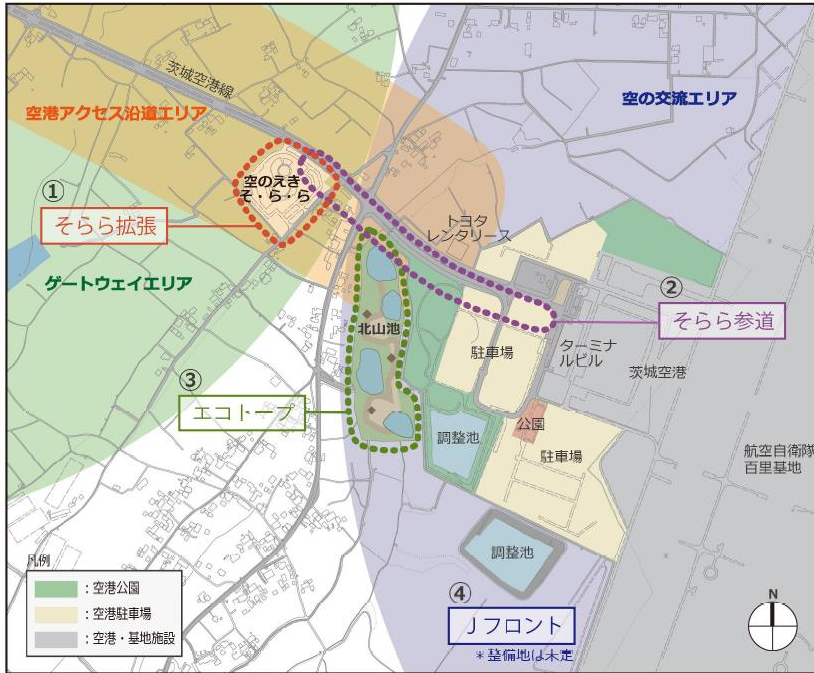 茨城空港線
空の交流エリア
空港アクセス沿道エリア
空のえき
そ・ら・ら
①
そらら拡張
トヨタ
レンタリース
ゲートウェイエリア
②
そらら参道
北山池
駐車場
ターミナ
ルビル
茨城空港
③
エコトープ
公園
調整池
駐車場
航空自衛隊
百里基地
調整池
凡例
：空港公園
：空港駐車場
：空港・基地施設
④
Jフロント
＊整備地は未定
N